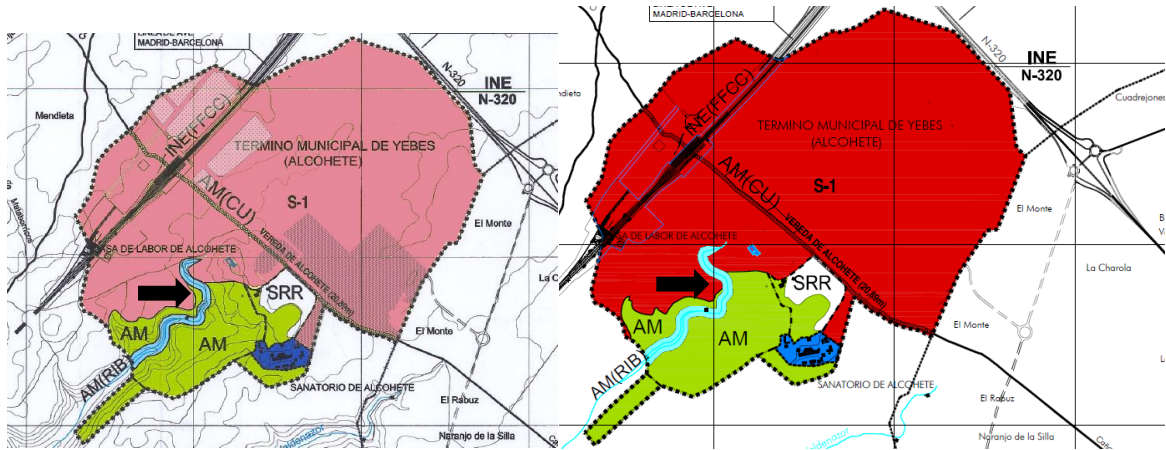 MADRID-BARCELONA
N-320
INE
N-320
Mendieta
INE(FFCC)
TERMINO MUNICIPAL DE YEBES
(ALCOHETE)
AM(CU)
S-1
El Monte
DE LABOR DE ALCOHETE
VEREDA DE ALCOHETE (20,89m)
SRR
AM
AM
El Monte
AM(RIB)
SANATORIO DE ALCOHETE
El Rabuz
Naranjo de la Silla
MADRID-BARCELONA
N-320
INE
N-320
Cuadrejones
INE(FFCC)
TERMINO MUNICIPAL DE YEBES
(ALCOHETE)
AM(CU)
S-1
El Monte
DE LABOR DE ALCOHETE
VEREDA DE ALCOHETE (20,89m)
La Charola
SRR
AM
AM
El Monte
AM(RIB)
SANATORIO DE ALCOHETE
El Rabuz
Naranjo de la Silla